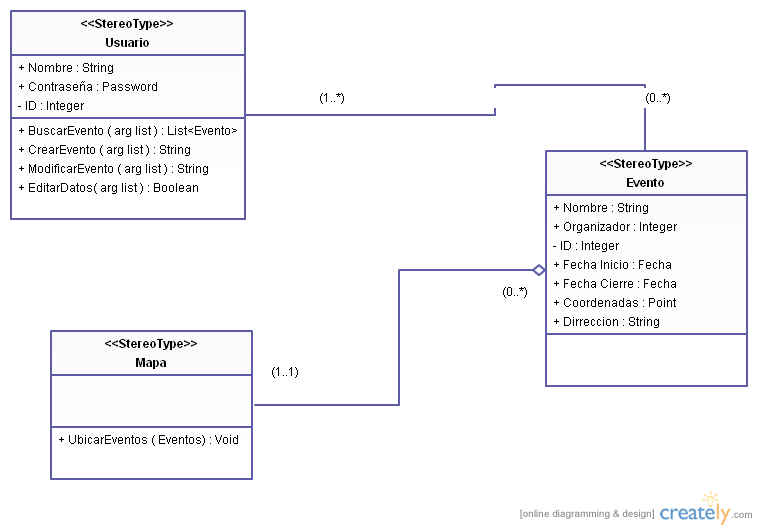 <<StereoType>>
Usuario
+ Nombre : String
+ Contraseña : Password
- ID : Integer
+ BuscarEvento ( arg list ) : List<Evento>
+ CrearEvento ( arg list ) : String
+ ModificarEvento ( arg list ) : String
+ EditarDatos( arg list ) : Boolean
(1..*)
(0..*)
<<StereoType>>
Evento
+ Nombre : String
+ Organizador : Integer
- ID : Integer
+ Fecha Inicio : Fecha
+ Fecha Cierre : Fecha
+ Coordenadas : Point
+ Dirreccion : String
(0..*)
(1..1)
<<StereoType>>
Mapa
+ UbicarEventos ( Eventos) : Void
[online diagramming & design] creately.com